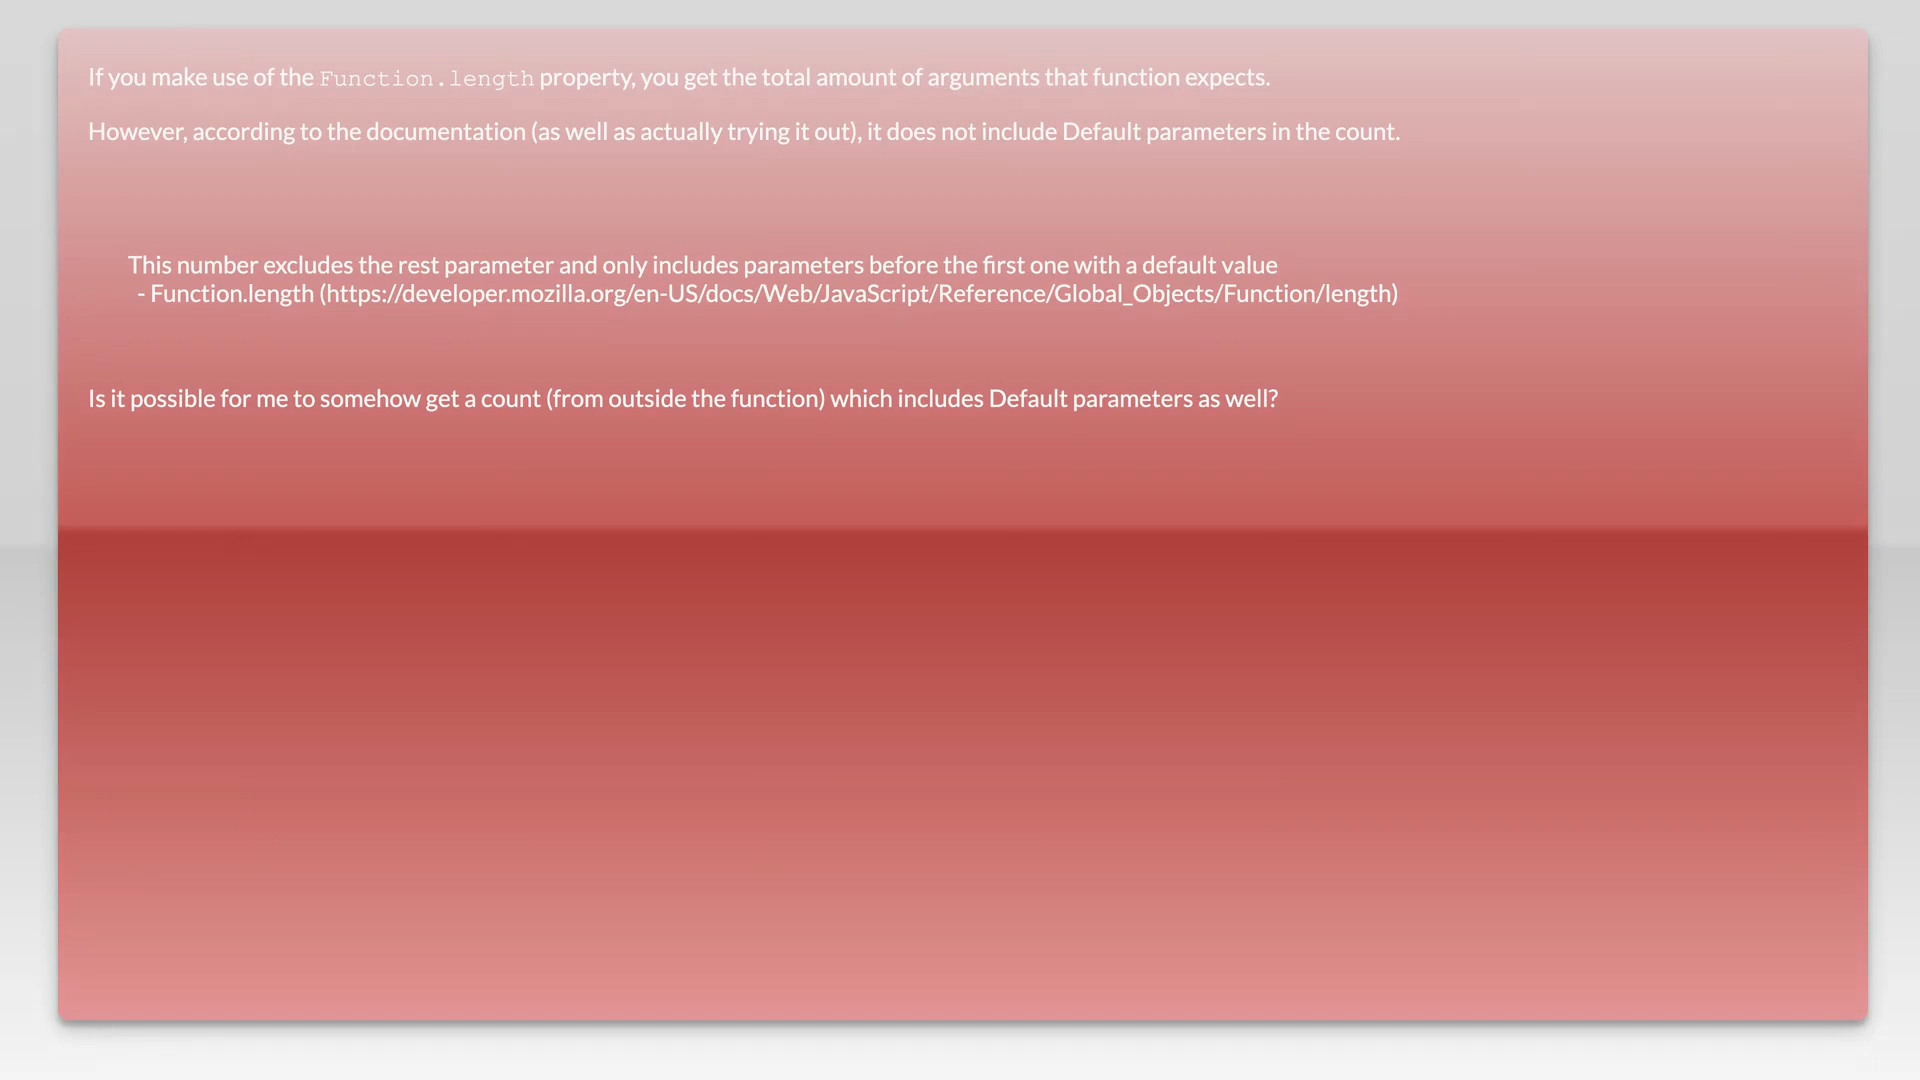 If you make use of the Function.length property, you get the total amount of arguments that function expects.
However, according to the documentation (as well as actually trying it out), it does not include Default parameters in the count.
This number excludes the rest parameter and only includes parameters before the first one with a default value
- Function.length (https://developer.mozilla.org/en-US/docs/Web/JavaScript/Reference/Global_Objects/Function/length)
Is it possible for me to somehow get a count (from outside the function) which includes Default parameters as well?